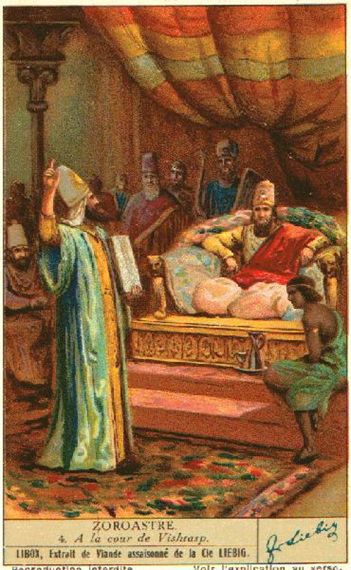 ZOROASTRE.
4. A la cour de Vishtasp.
LIBOX, Extrait de Viande assaisonné de la Cie LIEBIG.
J. v. Liebig
Reproduction interdite
Voir l'explication au verso.